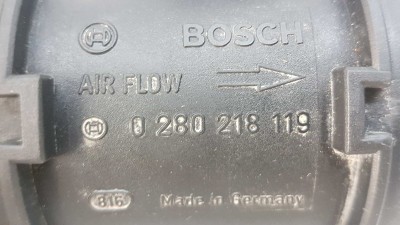 BOSCH
AIR FLOW
0 280 218 119
816 Made in Germany